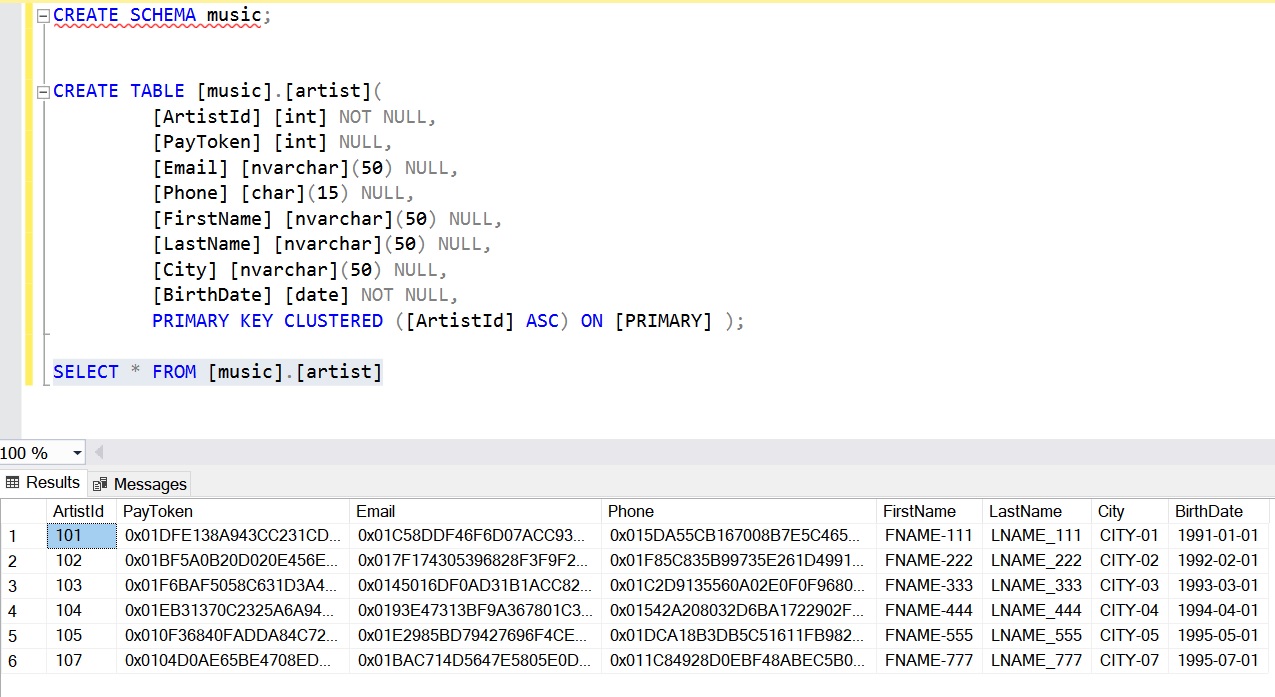 CREATE SCHEMA music;
CREATE TABLE [music].[artist](
[ArtistId] [int] NOT NULL,
[PayToken] [int] NULL,
[Email] [nvarchar](50) NULL,
[Phone] [char](15) NULL,
[FirstName] [nvarchar](50) NULL,
[LastName] [nvarchar](50) NULL,
[City] [nvarchar](50) NULL,
[BirthDate] [date] NOT NULL,
PRIMARY KEY CLUSTERED ([ArtistId] ASC) ON [PRIMARY] );
SELECT * FROM [music].[artist]
100 %
Results Messages
ArtistId PayToken Email Phone FirstName LastName City BirthDate
1 101 0x01DFE138A943CC231CD... 0x01C58DDF46F6D07ACC93... 0x015DA55CB167008B7E5C465... FNAME-111 LNAME_111 CITY-01 1991-01-01
2 102 0x01BF5A0B20D020E456E... 0x017F174305396828F3F9F2... 0x01F85C835B99735E261D4991... FNAME-222 LNAME_222 CITY-02 1992-02-01
3 103 0x01F6BAF5058C631D3A4... 0x0145016DF0AD31B1ACC82... 0x01C2D9135560A02E0F0F9680... FNAME-333 LNAME_333 CITY-03 1993-03-01
4 104 0x01EB31370C2325A6A94... 0x0193E47313BF9A367801C3... 0x01542A208032D6BA1722902F... FNAME-444 LNAME_444 CITY-04 1994-04-01
5 105 0x010F36840FADDA84C72... 0x01E2985BD79427696F4CE... 0x01DCA18B3DB5C51611FB982... FNAME-555 LNAME_555 CITY-05 1995-05-01
6 107 0x0104D0AE65BE4708ED... 0x01BAC714D5647E5805E0D... 0x011C84928D0EBF48ABEC5B0... FNAME-777 LNAME_777 CITY-07 1995-07-01